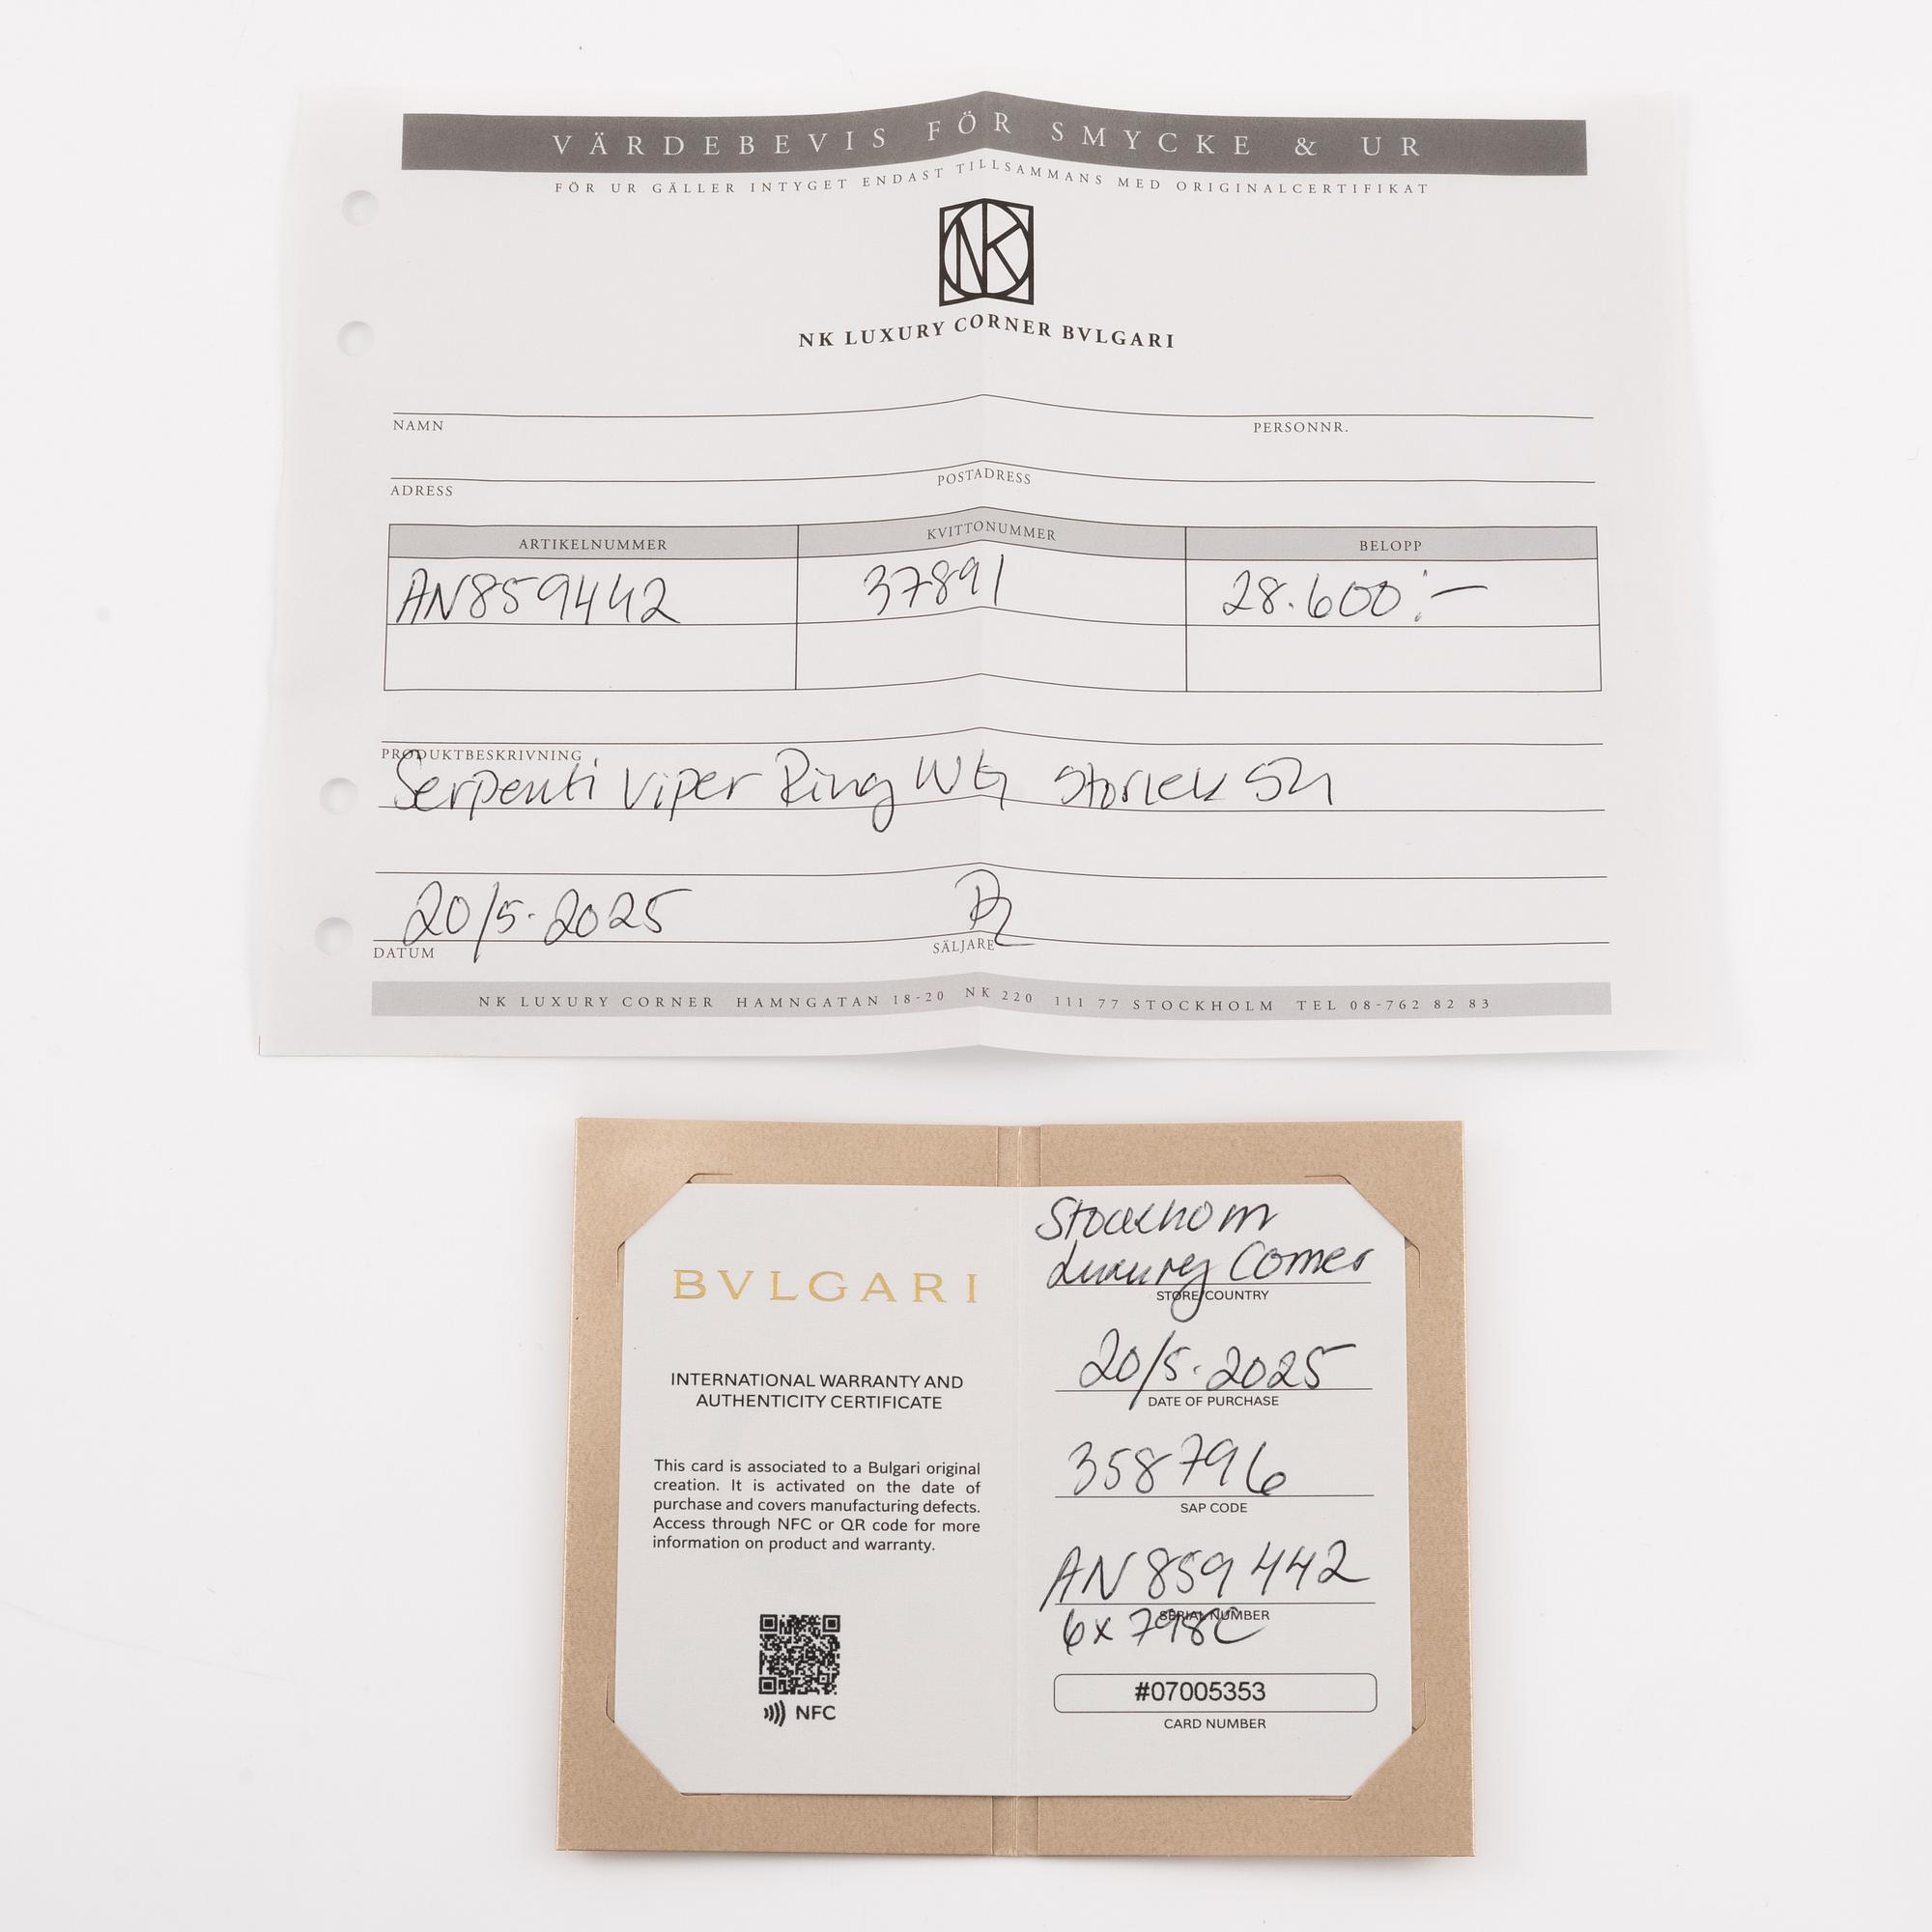 VÄRDEBEVIS FÖR SMYCKE & UR
FÖR UR GÄLLER INTYGET ENDAST TILLSAMMANS MED ORIGINALCERTIFIKAT
NK
NK LUXURY CORNER BVLGARI
NAMN PERSONNR.
ADRESS POSTADRESS
ARTIKELNUMMER KVITTONUMMER BELOPP
AN859442 37891 28.600:-
PRODUKTBESKRIVNING
Serpenti Viper Ring WG Storlek 54
20/5.2025
DATUM SÄLJARE
NK LUXURY CORNER HAMNGATAN 18-20 NK 220 111 77 STOCKHOLM TEL 08-762 82 83
BVLGARI
INTERNATIONAL WARRANTY AND
AUTHENTICITY CERTIFICATE
This card is associated to a Bulgari original
creation. It is activated on the date of
purchase and covers manufacturing defects.
Access through NFC or QR code for more
information on product and warranty.
NFC
Stockhom
Luxury Corner
STORE/COUNTRY
20/5.2025
DATE OF PURCHASE
358796
SAP CODE
AN859442
SERIAL NUMBER
6x798C
#07005353
CARD NUMBER